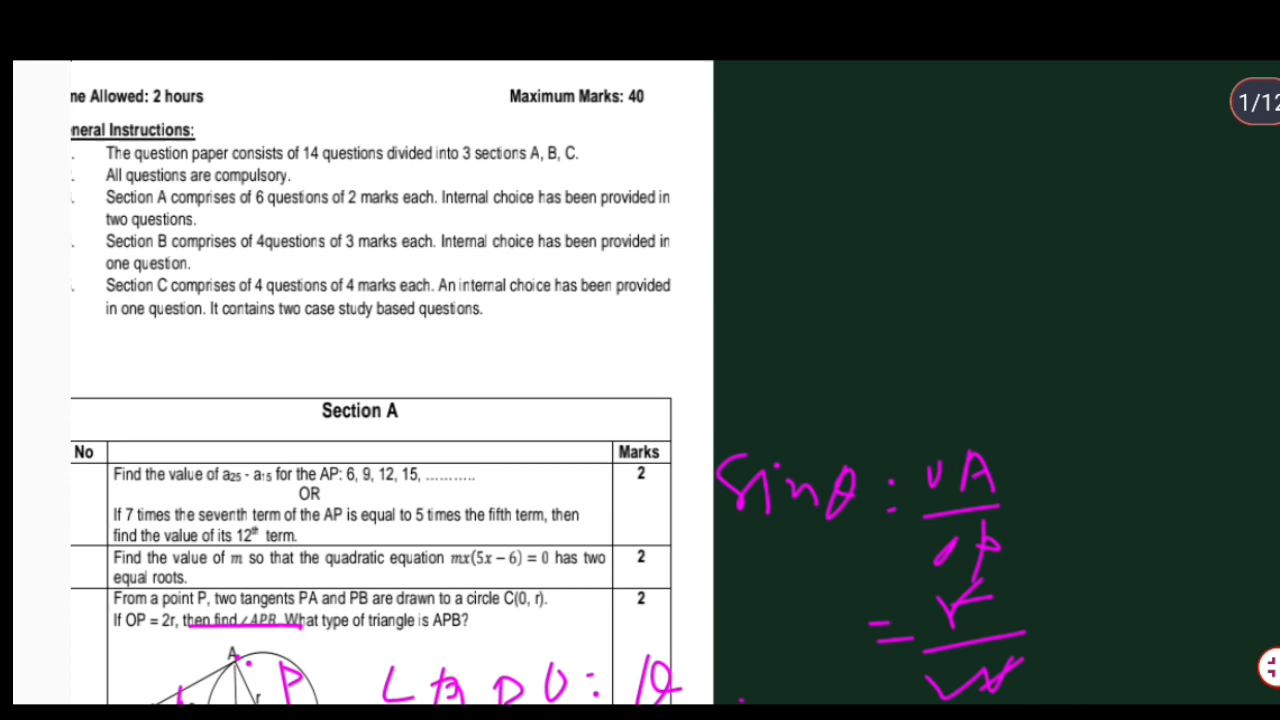 ne Allowed: 2 hours Maximum Marks: 40
1/12
neral Instructions:
The question paper consists of 14 questions divided into 3 sections A, B, C.
All questions are compulsory.
Section A comprises of 6 questions of 2 marks each. Internal choice has been provided in
two questions.
Section B comprises of 4questions of 3 marks each. Internal choice has been provided in
one question.
Section C comprises of 4 questions of 4 marks each. An internal choice has been provided
in one question. It contains two case study based questions.
Section A
No Marks
Find the value of a₂₅ - a₁₅ for the AP: 6, 9, 12, 15, ………. 2
OR
If 7 times the seventh term of the AP is equal to 5 times the fifth term, then
find the value of its 12th term.
Find the value of m so that the quadratic equation mx(5x – 6) = 0 has two 2
equal roots.
From a point P, two tangents PA and PB are drawn to a circle C(0, r). 2
If OP = 2r, then find ∠APB. What type of triangle is APB?
Sinθ :
A
r
P